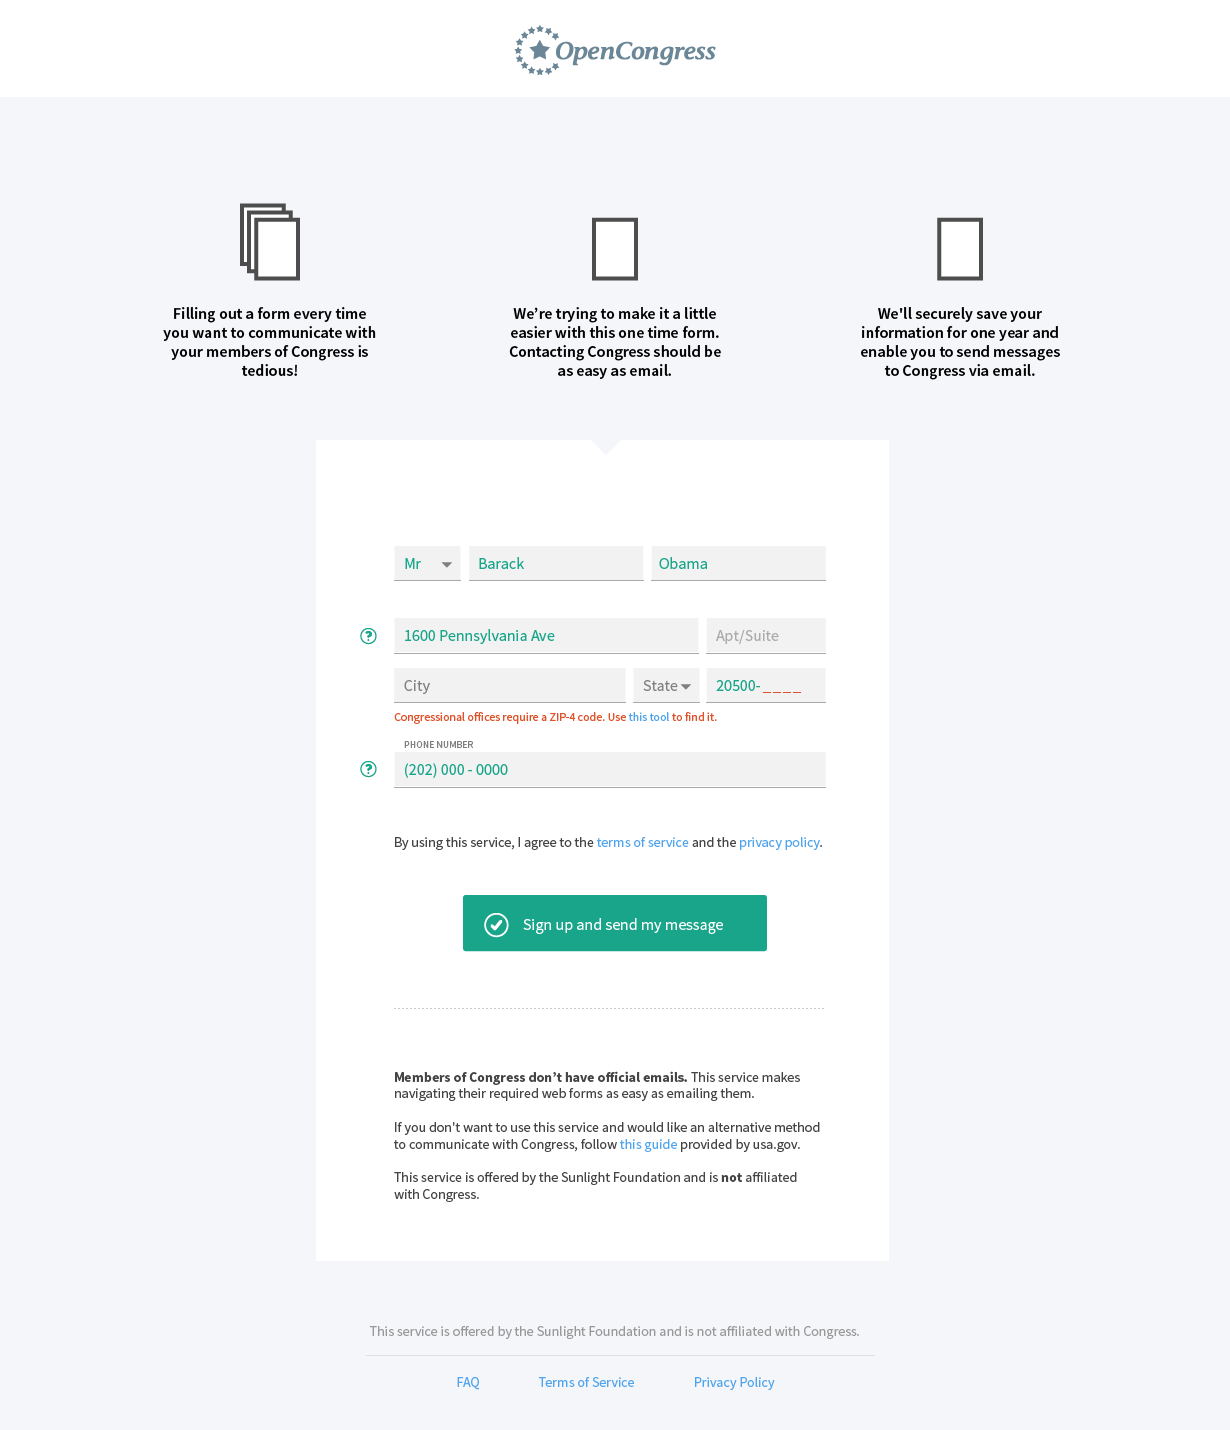 OpenCongress
Filling out a form every time
you want to communicate with
your members of Congress is
tedious!
We’re trying to make it a little
easier with this one time form.
Contacting Congress should be
as easy as email.
We'll securely save your
information for one year and
enable you to send messages
to Congress via email.
Mr Barack Obama
? 1600 Pennsylvania Ave Apt/Suite
City State 20500-____
Congressional offices require a ZIP-4 code. Use this tool to find it.
PHONE NUMBER
? (202) 000 - 0000
By using this service, I agree to the terms of service and the privacy policy.
Sign up and send my message
Members of Congress don’t have official emails. This service makes
navigating their required web forms as easy as emailing them.
If you don't want to use this service and would like an alternative method
to communicate with Congress, follow this guide provided by usa.gov.
This service is offered by the Sunlight Foundation and is not affiliated
with Congress.
This service is offered by the Sunlight Foundation and is not affiliated with Congress.
FAQ Terms of Service Privacy Policy